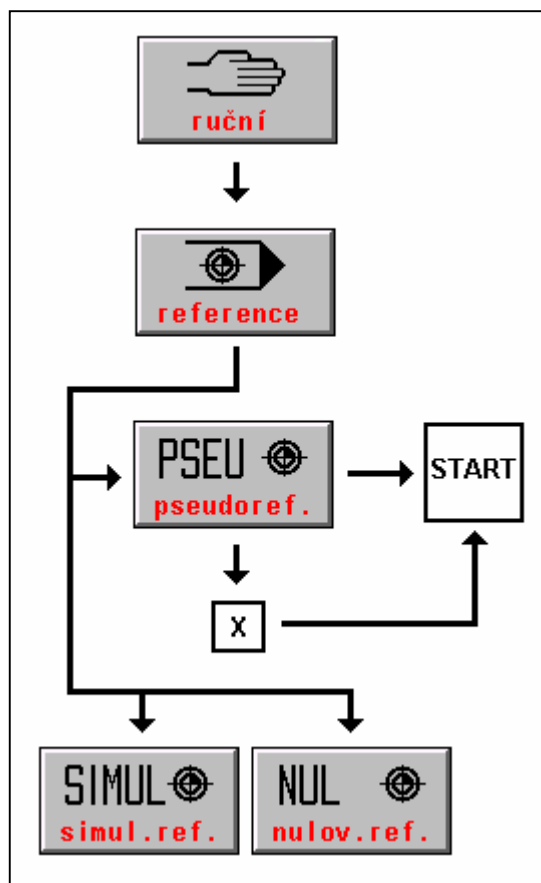 ruční
reference
PSEU
pseudoref.
START
X
SIMUL
simul.ref.
NUL
nulov.ref.